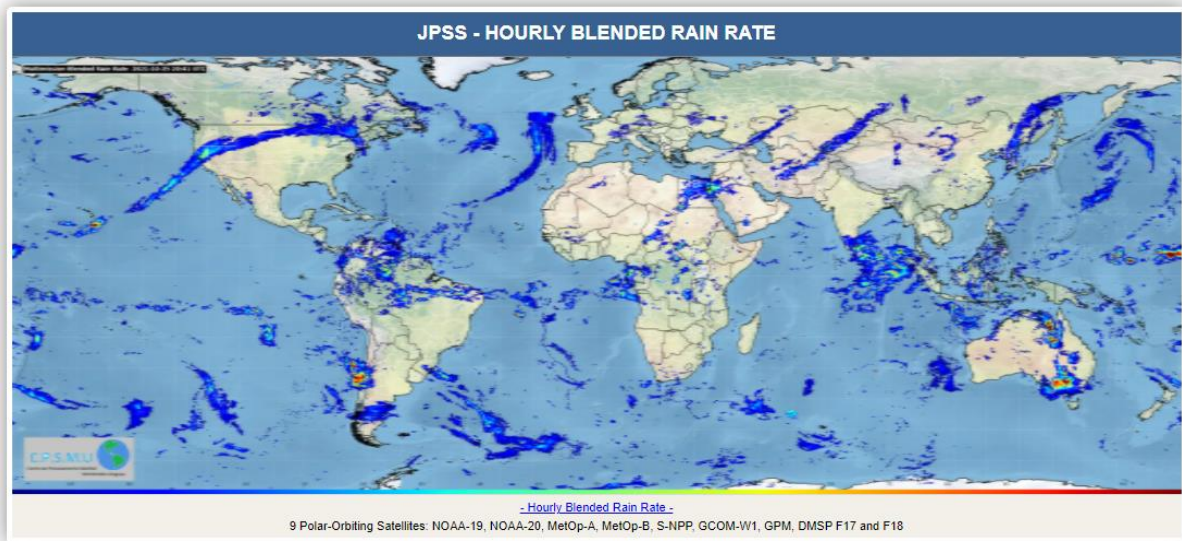 JPSS - HOURLY BLENDED RAIN RATE
C.P.S.M.U
- Hourly Blended Rain Rate -
9 Polar-Orbiting Satellites: NOAA-19, NOAA-20, MetOp-A, MetOp-B, S-NPP, GCOM-W1, GPM, DMSP F17 and F18